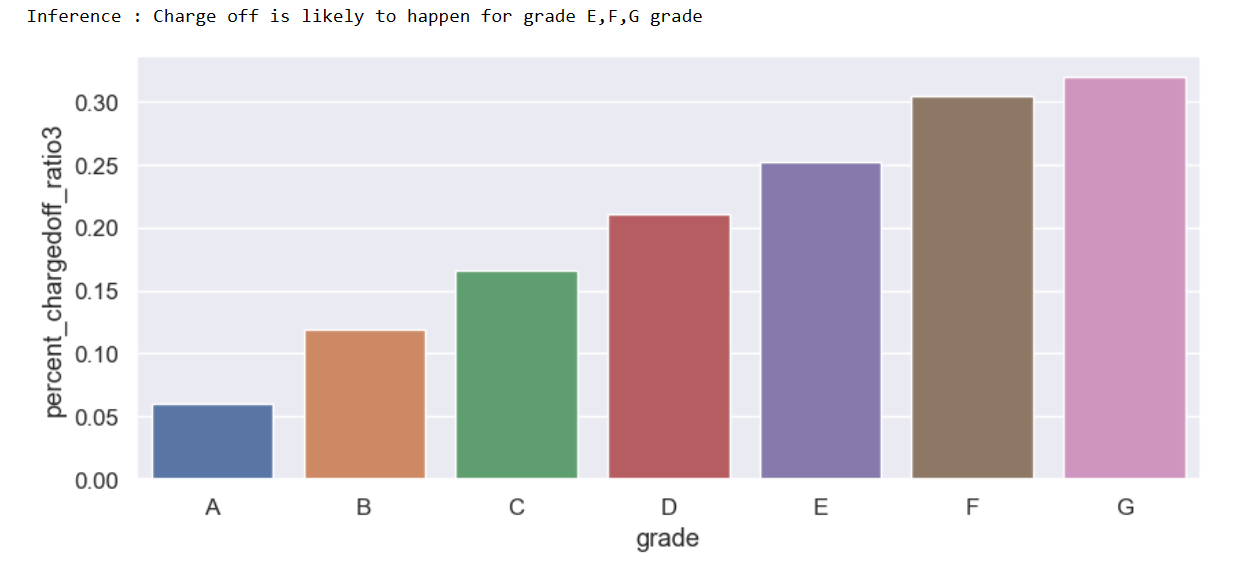 Inference : Charge off is likely to happen for grade E,F,G grade
percent_chargedoff_ratio3
0.30
0.25
0.20
0.15
0.10
0.05
0.00
A B C D E F G
grade